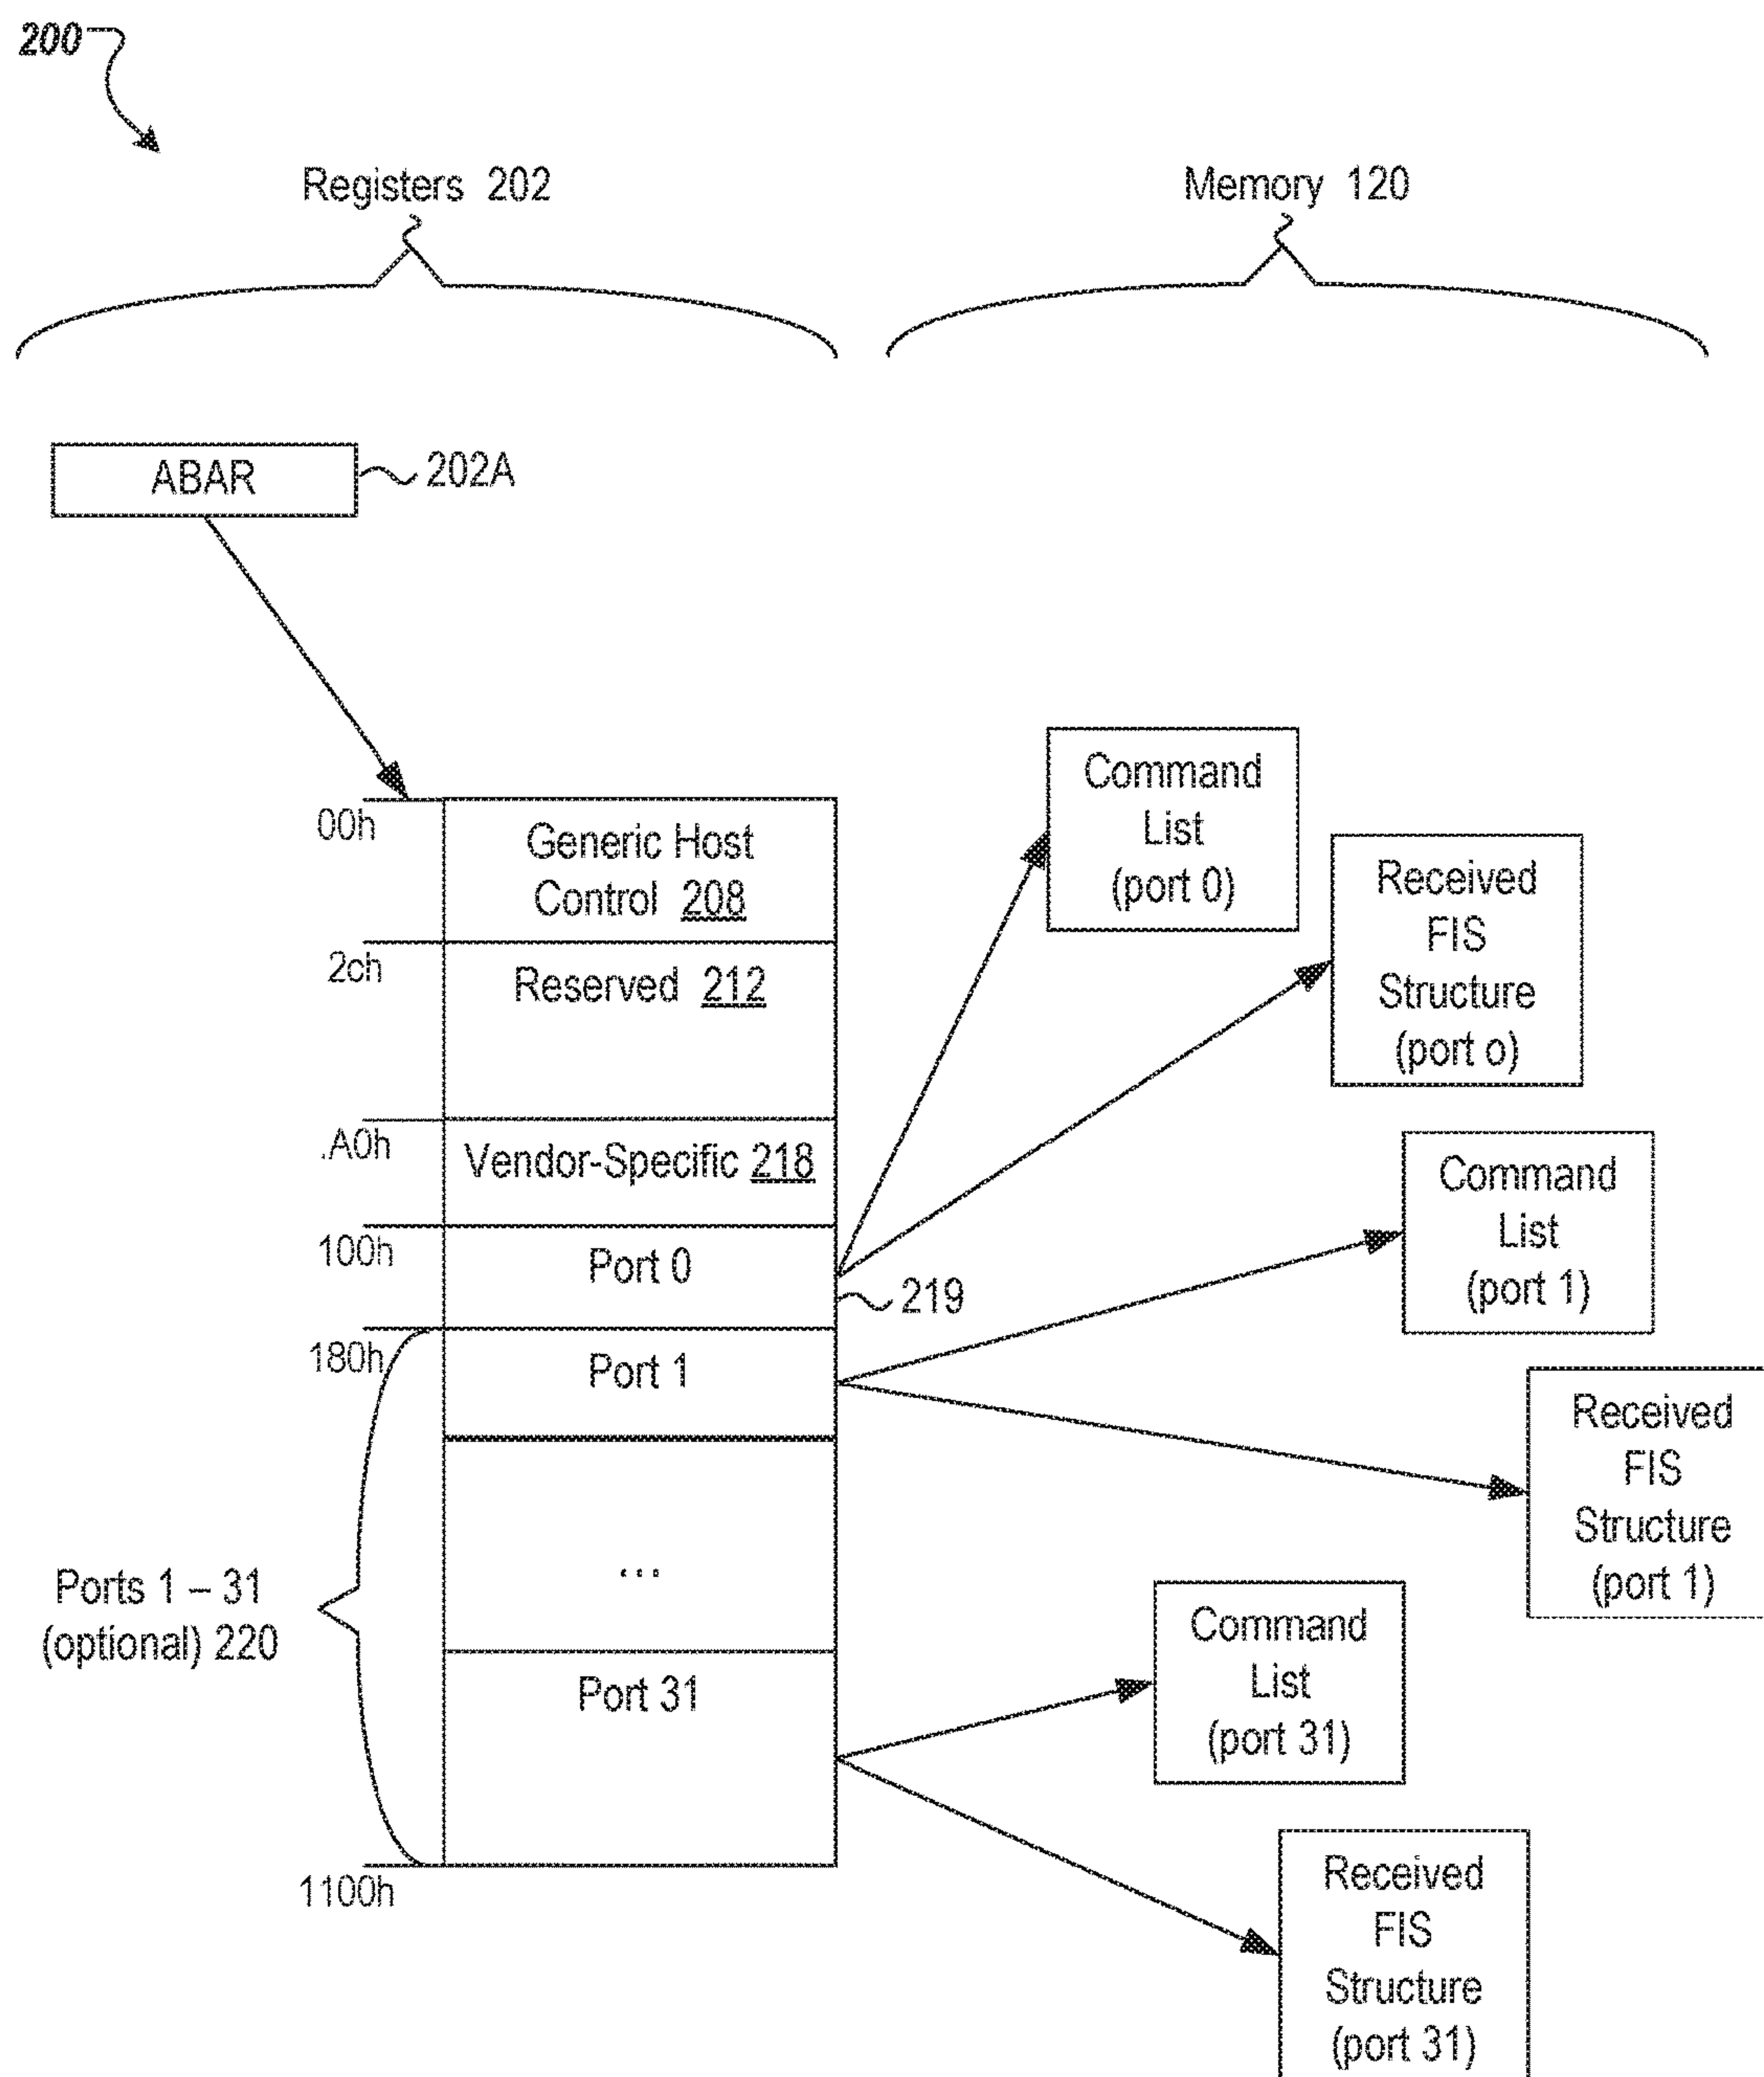 200
Registers 202
Memory 120
ABAR
202A
00h
Generic Host
Control 208
2ch
Reserved 212
.A0h
Vendor-Specific 218
100h
Port 0
219
180h
Port 1
...
Ports 1 – 31
(optional) 220
Port 31
1100h
Command
List
(port 0)
Received
FIS
Structure
(port o)
Command
List
(port 1)
Received
FIS
Structure
(port 1)
Command
List
(port 31)
Received
FIS
Structure
(port 31)